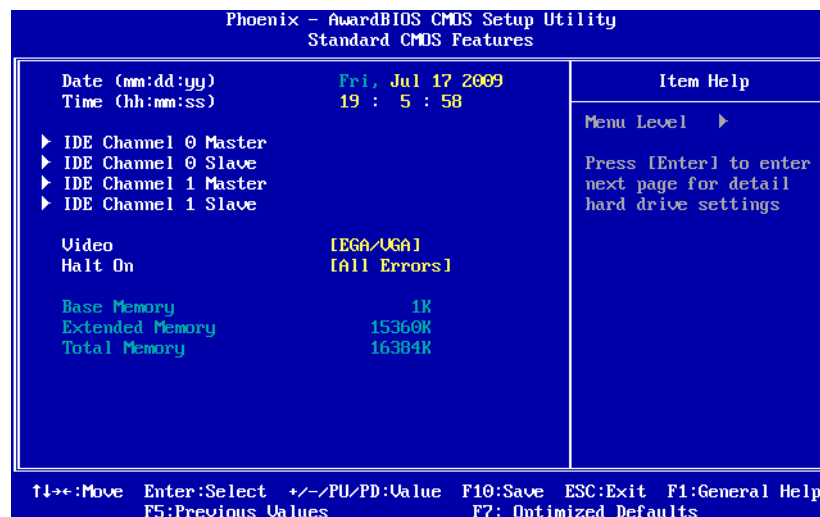 Phoenix - AwardBIOS CMOS Setup Utility
Standard CMOS Features
Date (mm:dd:yy) Fri, Jul 17 2009
Time (hh:mm:ss) 19 : 5 : 58
IDE Channel 0 Master
IDE Channel 0 Slave
IDE Channel 1 Master
IDE Channel 1 Slave
Video [EGA/VGA]
Halt On [All Errors]
Base Memory 1K
Extended Memory 15360K
Total Memory 16384K
Item Help
Menu Level
Press [Enter] to enter
next page for detail
hard drive settings
↑↓→←:Move Enter:Select +/-/PU/PD:Value F10:Save ESC:Exit F1:General Help
F5:Previous Values F7: Optimized Defaults